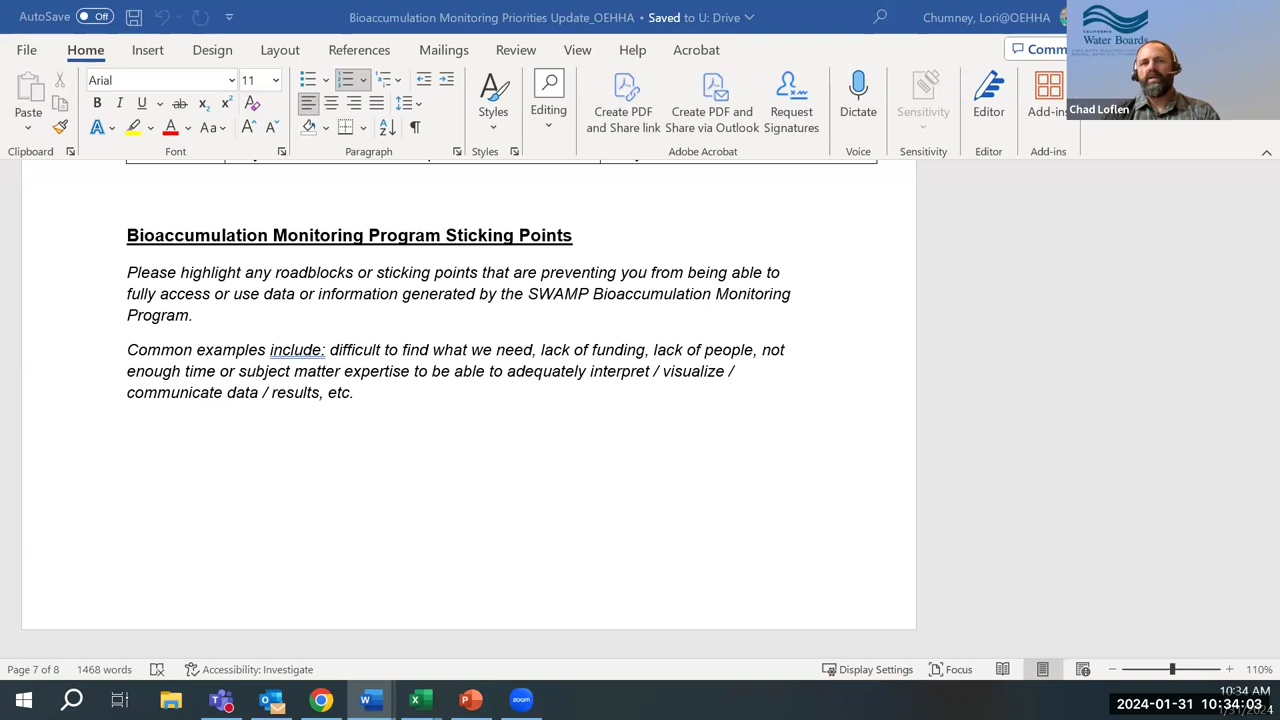 AutoSave Off Bioaccumulation Monitoring Priorities Update_OEHHA • Saved to U: Drive Chumney, Lori@OEHHA
File Home Insert Design Layout References Mailings Review View Help Acrobat Comm
California Water Boards
Chad Loflen
Arial 11
Paste Styles Editing Create PDF and Share link Create PDF and Share via Outlook Request Signatures Dictate Sensitivity Editor Add-ins
Clipboard Font Paragraph Styles Adobe Acrobat Voice Sensitivity Editor Add-ins
Bioaccumulation Monitoring Program Sticking Points
Please highlight any roadblocks or sticking points that are preventing you from being able to
fully access or use data or information generated by the SWAMP Bioaccumulation Monitoring
Program.
Common examples include: difficult to find what we need, lack of funding, lack of people, not
enough time or subject matter expertise to be able to adequately interpret / visualize /
communicate data / results, etc.
Page 7 of 8 1468 words Accessibility: Investigate Display Settings Focus 110%
zoom 10:34 AM
2024-01-31 10:34:03